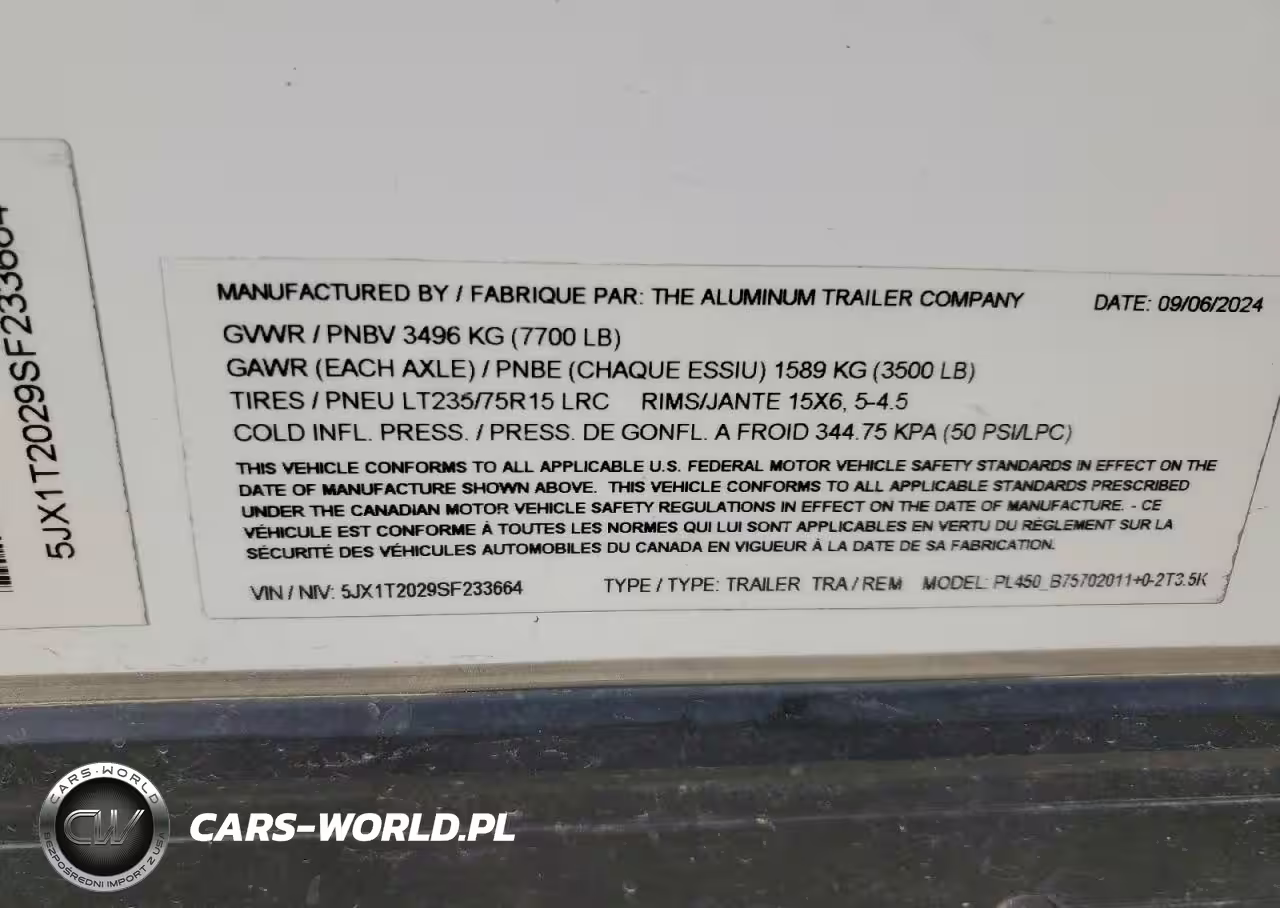 5JX1T2029SF233664
MANUFACTURED BY / FABRIQUE PAR: THE ALUMINUM TRAILER COMPANY DATE: 09/06/2024
GVWR / PNBV 3496 KG (7700 LB)
GAWR (EACH AXLE) / PNBE (CHAQUE ESSIU) 1589 KG (3500 LB)
TIRES / PNEU LT235/75R15 LRC RIMS/JANTE 15X6, 5-4.5
COLD INFL. PRESS. / PRESS. DE GONFL. A FROID 344.75 KPA (50 PSI/LPC)
THIS VEHICLE CONFORMS TO ALL APPLICABLE U.S. FEDERAL MOTOR VEHICLE SAFETY STANDARDS IN EFFECT ON THE
DATE OF MANUFACTURE SHOWN ABOVE. THIS VEHICLE CONFORMS TO ALL APPLICABLE STANDARDS PRESCRIBED
UNDER THE CANADIAN MOTOR VEHICLE SAFETY REGULATIONS IN EFFECT ON THE DATE OF MANUFACTURE. - CE
VÉHICULE EST CONFORME À TOUTES LES NORMES QUI LUI SONT APPLICABLES EN VERTU DU RÉGLEMENT SUR LA
SÉCURITÉ DES VÉHICULES AUTOMOBILES DU CANADA EN VIGUEUR À LA DATE DE SA FABRICATION.
VIN / NIV: 5JX1T2029SF233664 TYPE / TYPE: TRAILER TRA / REM MODEL: PL450_B75702011+0-2T3.5K
CARS-WORLD
CW
BEZPOŚREDNI IMPORT Z USA
CARS-WORLD.PL